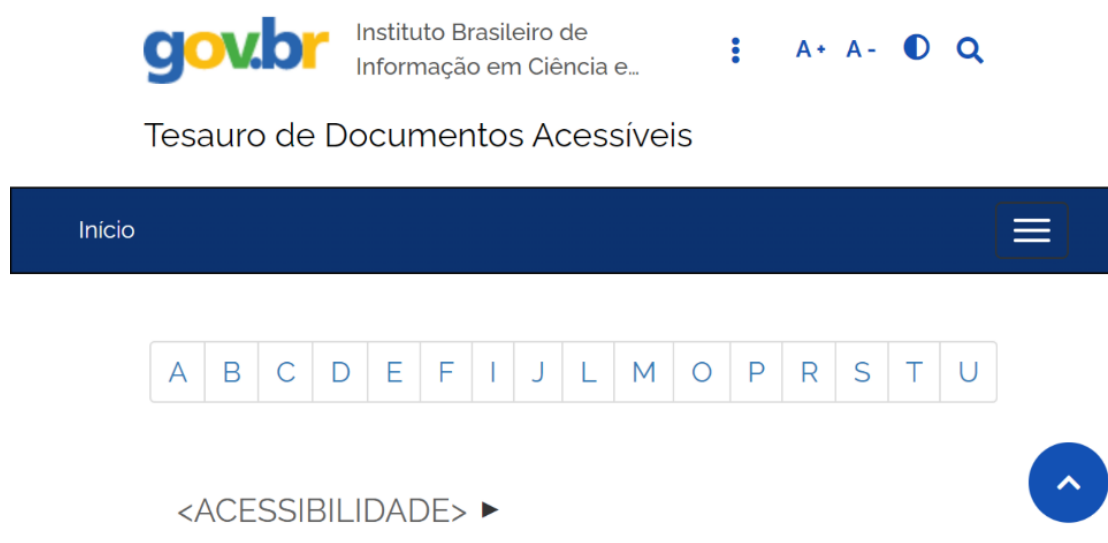 gov.br
Instituto Brasileiro de
Informação em Ciência e...
A+ A-
Tesauro de Documentos Acessíveis
Início
A B C D E F I J L M O P R S T U
<ACESSIBILIDADE>